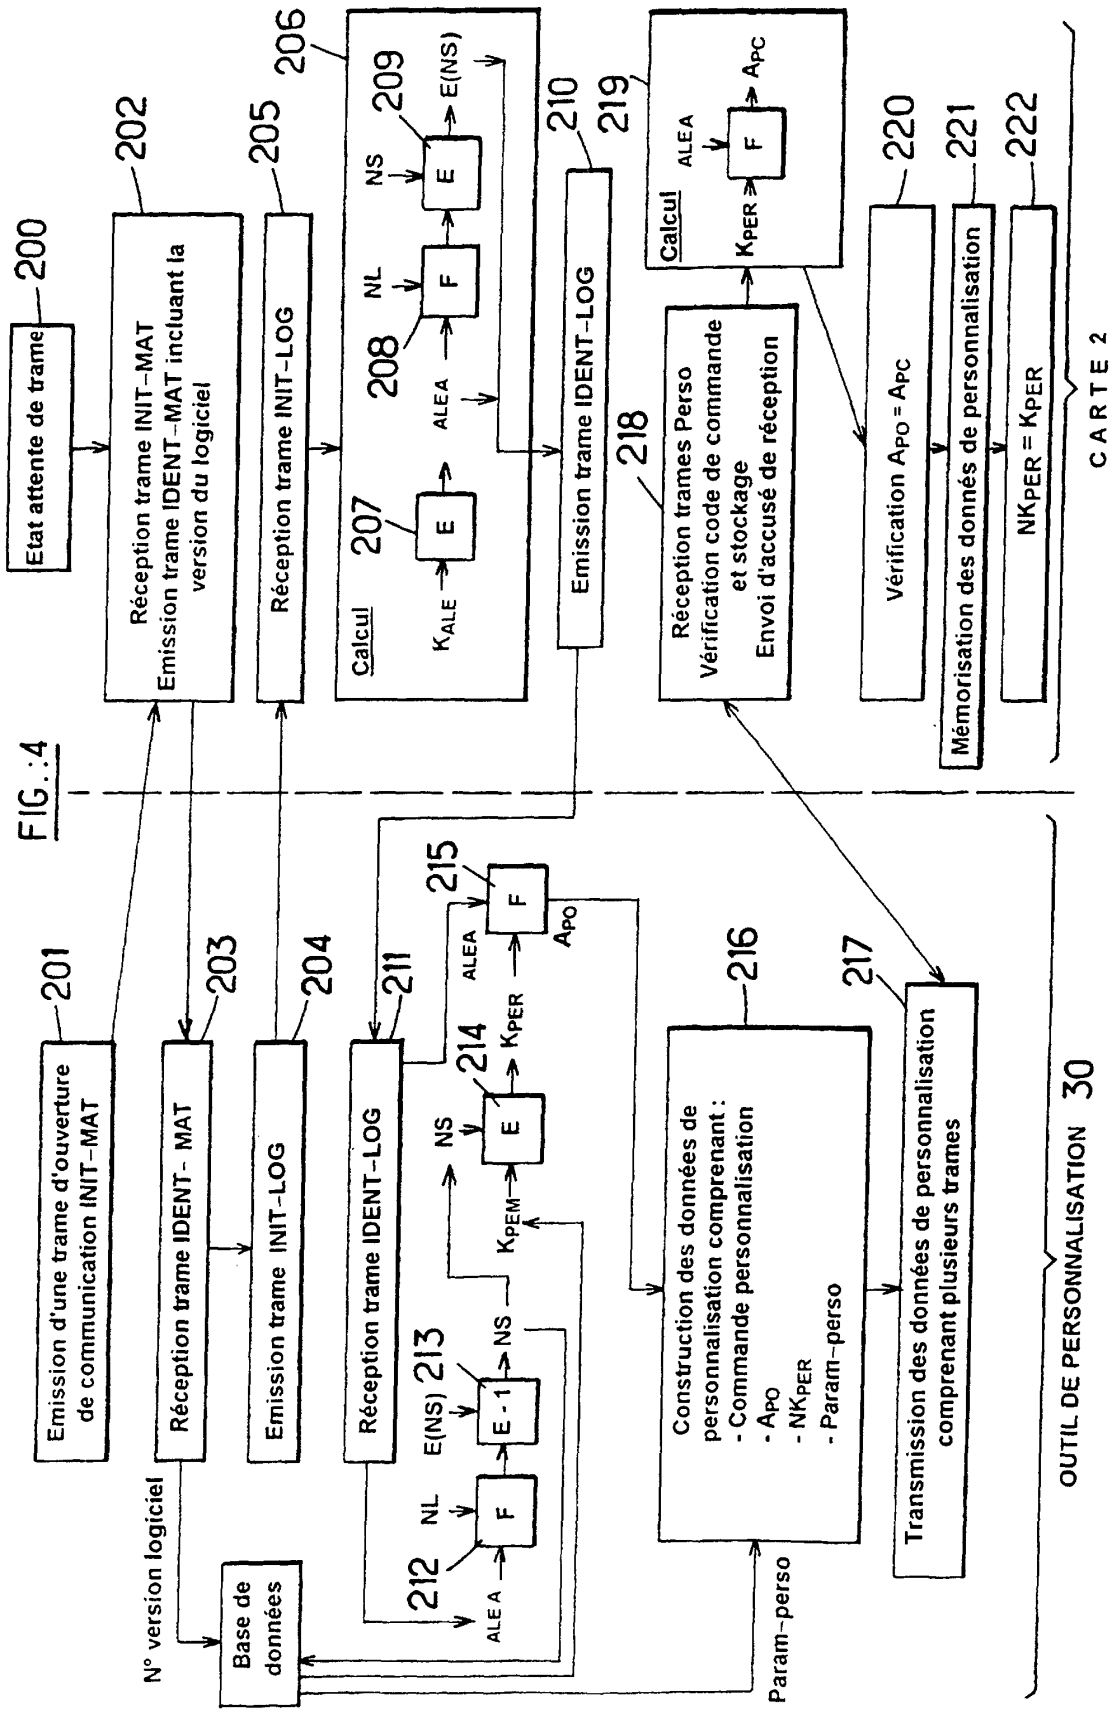 FIG.:4
201
Emission d'une trame d'ouverture
de communication INIT-MAT
N° version logiciel
203
Réception trame IDENT- MAT
Base de
données
204
Emission trame INIT-LOG
211
Réception trame IDENT-LOG
ALEA
212
NL
F
E(NS)
213
E - 1
NS
KPEM
NS
214
E
KPER
ALEA
215
F
APO
216
Construction des données de
personnalisation comprenant :
- Commande personnalisation
- APO
- NKPER
- Param-perso
Param-perso
217
Transmission des données de personnalisation
comprenant plusieurs trames
OUTIL DE PERSONNALISATION 30
200
Etat attente de trame
202
Réception trame INIT-MAT
Emission trame IDENT-MAT incluant la
version du logiciel
205
Réception trame INIT-LOG
206
Calcul
KALE
207
E
ALEA
208
NL
F
NS
209
E
E(NS)
210
Emission trame IDENT-LOG
218
Réception trames Perso
Vérification code de commande
et stockage
Envoi d'accusé de réception
219
Calcul
ALEA
KPER
F
APC
220
Vérification APO = APC
221
Mémorisation des donnés de personnalisation
222
NKPER = KPER
CARTE 2